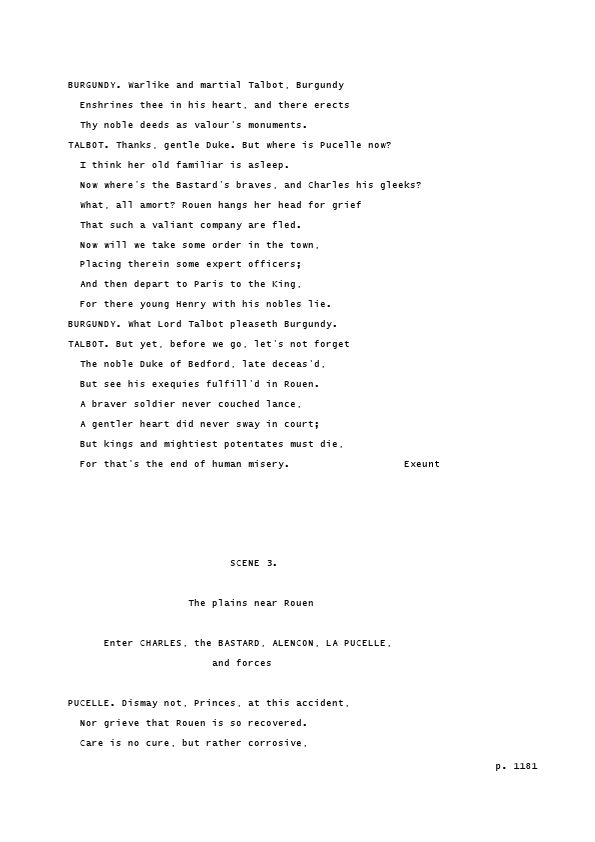 BURGUNDY. Warlike and martial Talbot, Burgundy
Enshrines thee in his heart, and there erects
Thy noble deeds as valour's monuments.
TALBOT. Thanks, gentle Duke. But where is Pucelle now?
I think her old familiar is asleep.
Now where's the Bastard's braves, and Charles his gleeks?
What, all amort? Rouen hangs her head for grief
That such a valiant company are fled.
Now will we take some order in the town,
Placing therein some expert officers;
And then depart to Paris to the King,
For there young Henry with his nobles lie.
BURGUNDY. What Lord Talbot pleaseth Burgundy.
TALBOT. But yet, before we go, let's not forget
The noble Duke of Bedford, late deceas'd,
But see his exequies fulfill'd in Rouen.
A braver soldier never couched lance,
A gentler heart did never sway in court;
But kings and mightiest potentates must die,
For that's the end of human misery. Exeunt
SCENE 3.
The plains near Rouen
Enter CHARLES, the BASTARD, ALENCON, LA PUCELLE,
and forces
PUCELLE. Dismay not, Princes, at this accident,
Nor grieve that Rouen is so recovered.
Care is no cure, but rather corrosive,
p. 1181